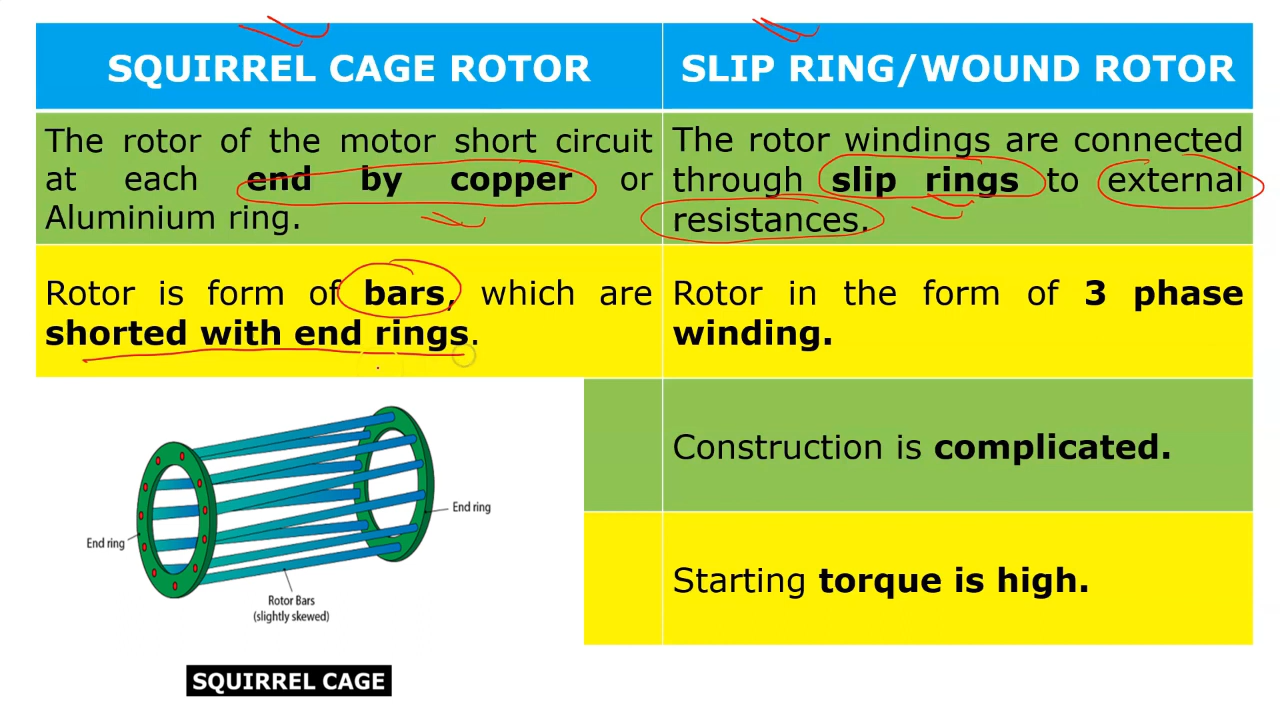 SQUIRREL CAGE ROTOR
SLIP RING/WOUND ROTOR
The rotor of the motor short circuit
at each end by copper or
Aluminium ring.
The rotor windings are connected
through slip rings to external
resistances.
Rotor is form of bars, which are
shorted with end rings.
Rotor in the form of 3 phase
winding.
Construction is complicated.
Starting torque is high.
End ring
End ring
Rotor Bars
(slightly skewed)
SQUIRREL CAGE